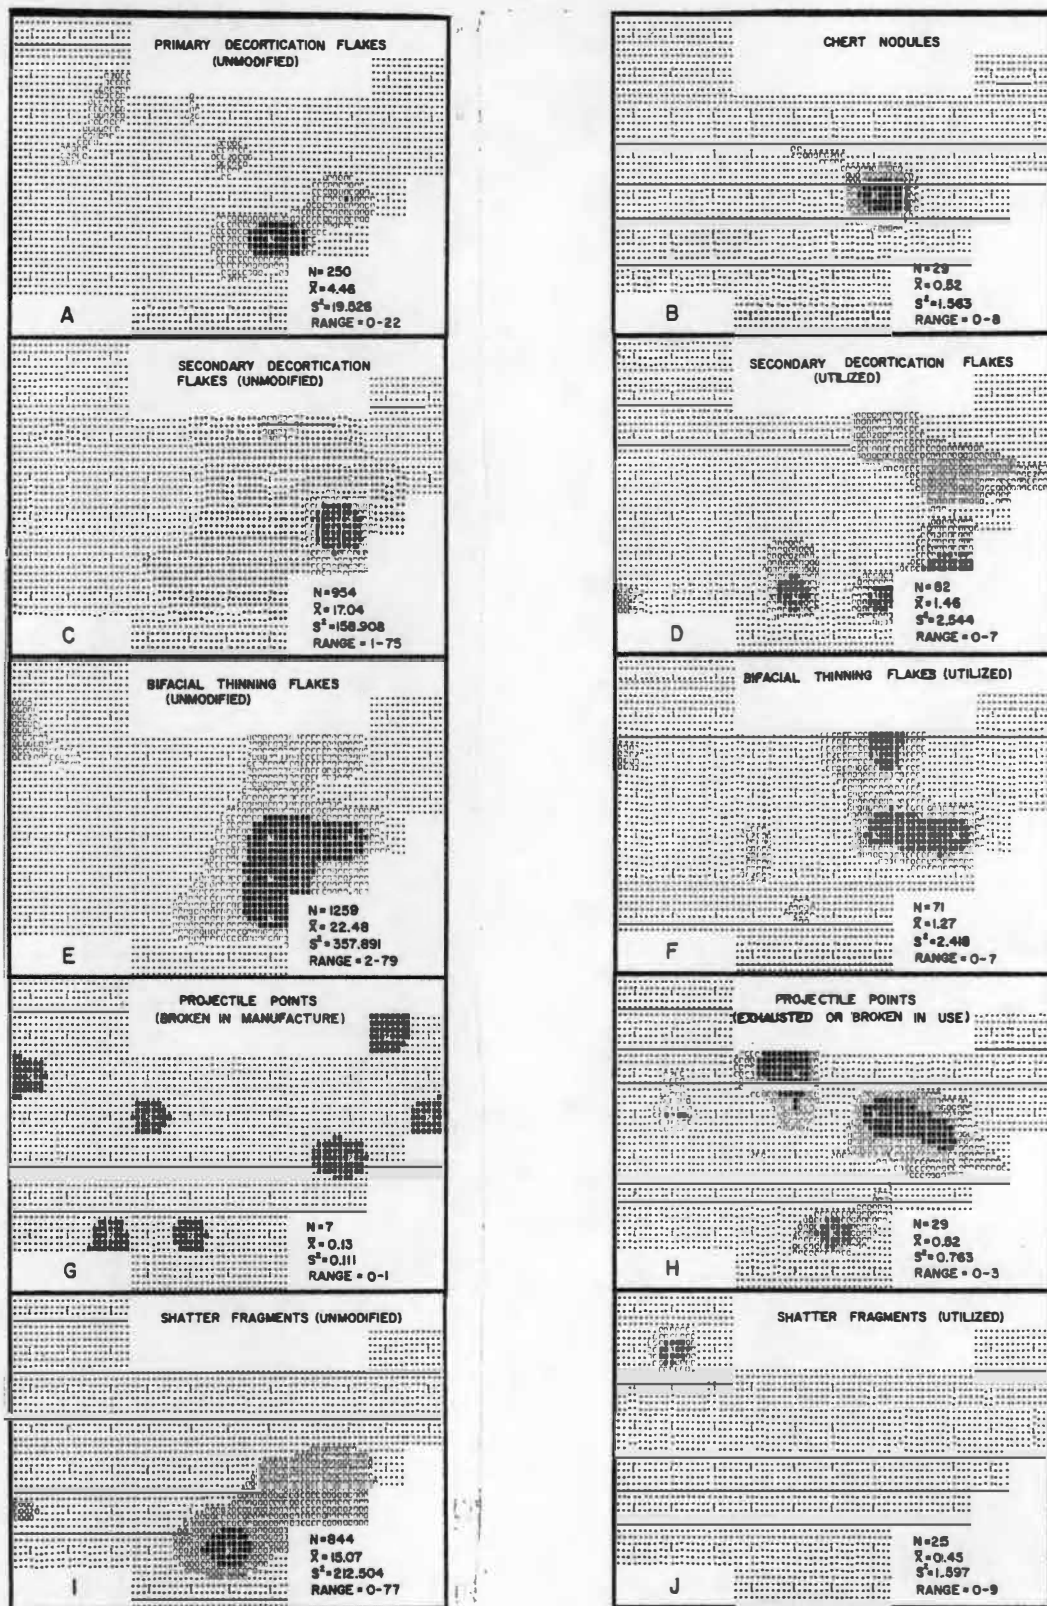 PRIMARY DECORTICATION FLAKES
(UNMODIFIED)
N=250
X̄=4.46
S²=19.826
RANGE=0-22
A
CHERT NODULES
N=29
X̄=0.52
S²=1.563
RANGE=0-8
B
SECONDARY DECORTICATION
FLAKES (UNMODIFIED)
N=954
X̄=17.04
S²=158.908
RANGE=1-75
C
SECONDARY DECORTICATION FLAKES
(UTILIZED)
N=82
X̄=1.46
S²=2.544
RANGE=0-7
D
BIFACIAL THINNING FLAKES
(UNMODIFIED)
N=1259
X̄=22.48
S²=357.891
RANGE=2-79
E
BIFACIAL THINNING FLAKES (UTILIZED)
N=71
X̄=1.27
S²=2.418
RANGE=0-7
F
PROJECTILE POINTS
(BROKEN IN MANUFACTURE)
N=7
X̄=0.13
S²=0.111
RANGE=0-1
G
PROJECTILE POINTS
(EXHAUSTED OR BROKEN IN USE)
N=29
X̄=0.52
S²=0.763
RANGE=0-3
H
SHATTER FRAGMENTS (UNMODIFIED)
N=844
X̄=15.07
S²=212.504
RANGE=0-77
I
SHATTER FRAGMENTS (UTILIZED)
N=25
X̄=0.45
S²=1.597
RANGE=0-9
J